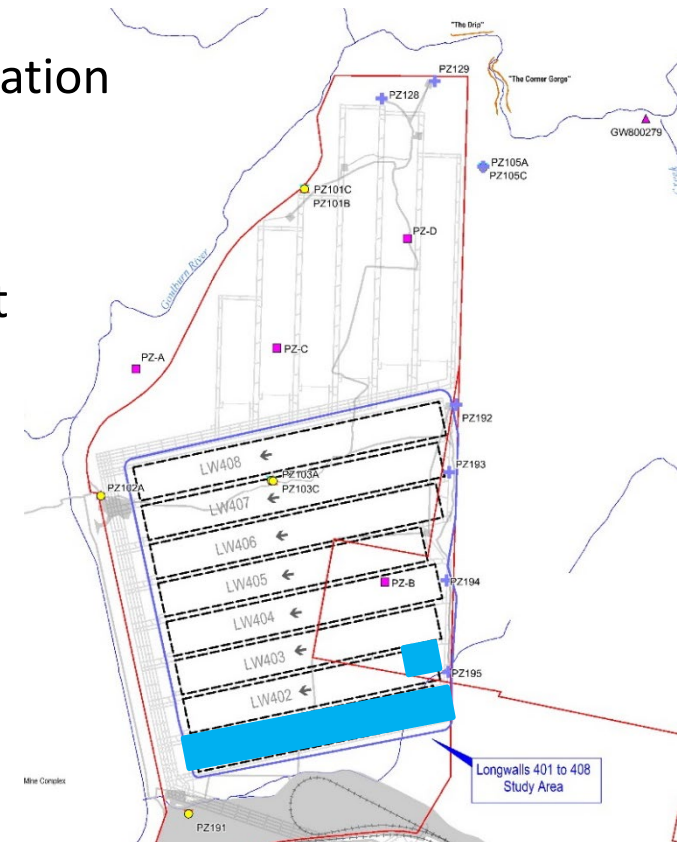 ation
t
"The Drip"
"The Corner Gorge"
PZ129
PZ128
GW800279
PZ105A
PZ105C
PZ101C
PZ101B
PZ-D
Goulburn River
PZ-C
PZ-A
PZ192
LW408
PZ193
PZ103A
PZ103C
PZ102A
LW407
LW406
LW405
PZ-B
PZ194
LW404
LW403
PZ195
LW402
Longwalls 401 to 408
Study Area
Mine Complex
PZ191